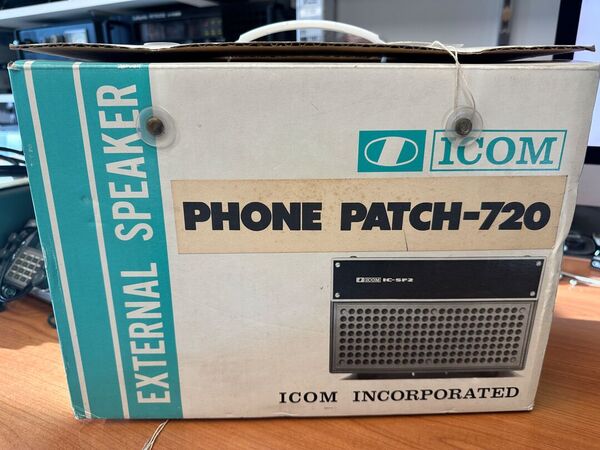 EXTERNAL SPEAKER
ICOM
PHONE PATCH-720
ICOM IC-SP2
ICOM INCORPORATED